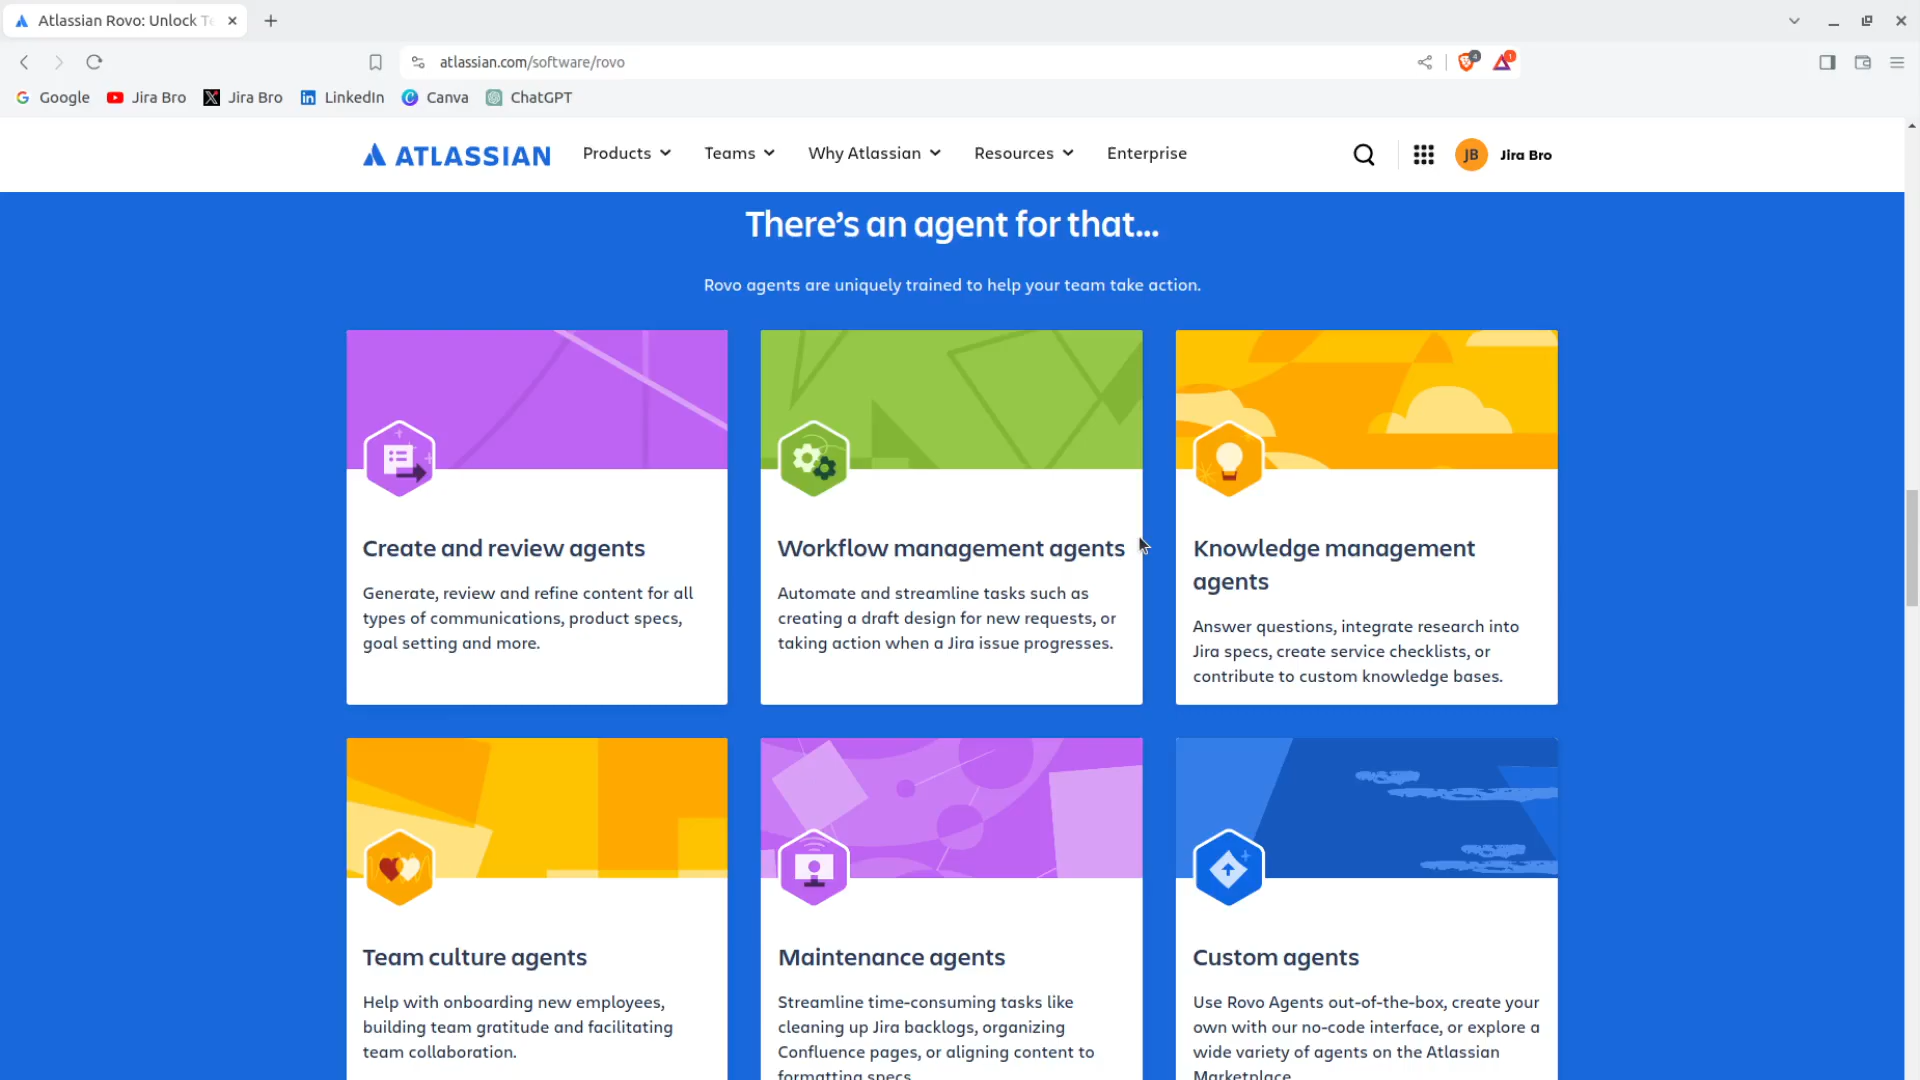 Atlassian Rovo: Unlock Te
atlassian.com/software/rovo
4
1
Google
Jira Bro
Jira Bro
LinkedIn
Canva
ChatGPT
ATLASSIAN
Products
Teams
Why Atlassian
Resources
Enterprise
JB
Jira Bro
There's an agent for that...
Rovo agents are uniquely trained to help your team take action.
Create and review agents
Generate, review and refine content for all
types of communications, product specs,
goal setting and more.
Workflow management agents
Automate and streamline tasks such as
creating a draft design for new requests, or
taking action when a Jira issue progresses.
Knowledge management
agents
Answer questions, integrate research into
Jira specs, create service checklists, or
contribute to custom knowledge bases.
Team culture agents
Help with onboarding new employees,
building team gratitude and facilitating
team collaboration.
Maintenance agents
Streamline time-consuming tasks like
cleaning up Jira backlogs, organizing
Confluence pages, or aligning content to
formatting specs.
Custom agents
Use Rovo Agents out-of-the-box, create your
own with our no-code interface, or explore a
wide variety of agents on the Atlassian
Marketplace.